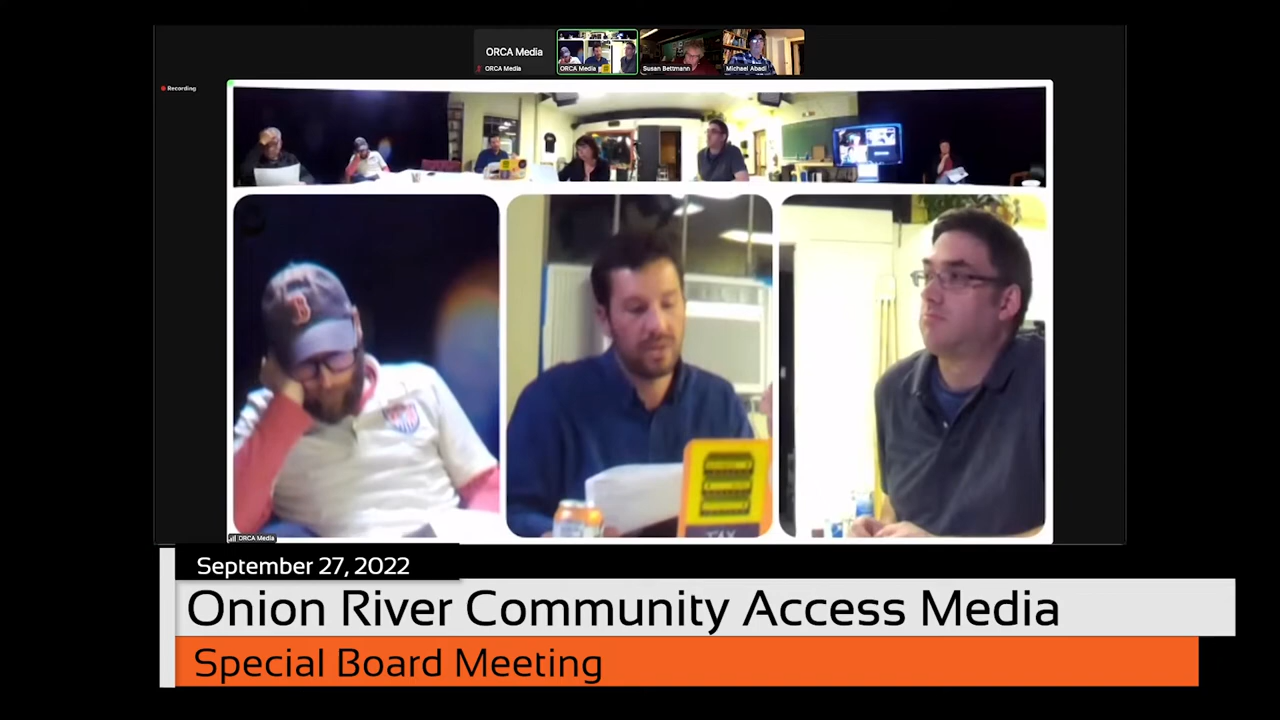 ORCA Media
ORCA Media
ORCA Media
Susan Bettmann
Michael Abadi
Recording
B
ORCA Media
September 27, 2022
Onion River Community Access Media
Special Board Meeting